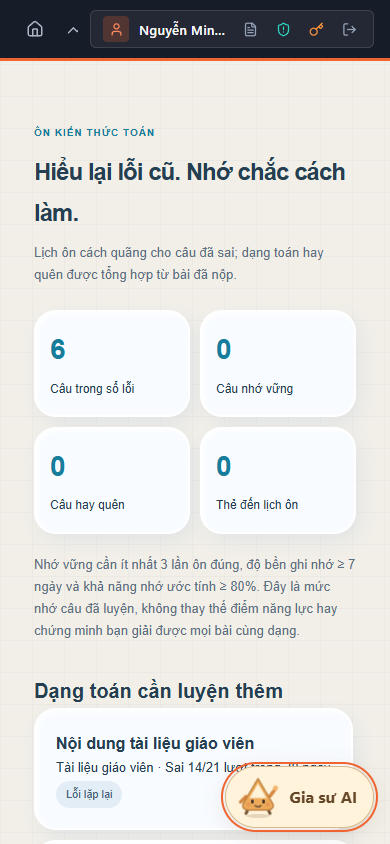 Nguyễn Min...
ÔN KIẾN THỨC TOÁN
Hiểu lại lỗi cũ. Nhớ chắc cách
làm.
Lịch ôn cách quãng cho câu đã sai; dạng toán hay
quên được tổng hợp từ bài đã nộp.
6
Câu trong sổ lỗi
0
Câu nhớ vững
0
Câu hay quên
0
Thẻ đến lịch ôn
Nhớ vững cần ít nhất 3 lần ôn đúng, độ bền ghi nhớ ≥ 7
ngày và khả năng nhớ ước tính ≥ 80%. Đây là mức
nhớ câu đã luyện, không thay thế điểm năng lực hay
chứng minh bạn giải được mọi bài cùng dạng.
Dạng toán cần luyện thêm
Nội dung tài liệu giáo viên
Tài liệu giáo viên · Sai 14/21 lượt trong
Lỗi lặp lại
Gia sư AI